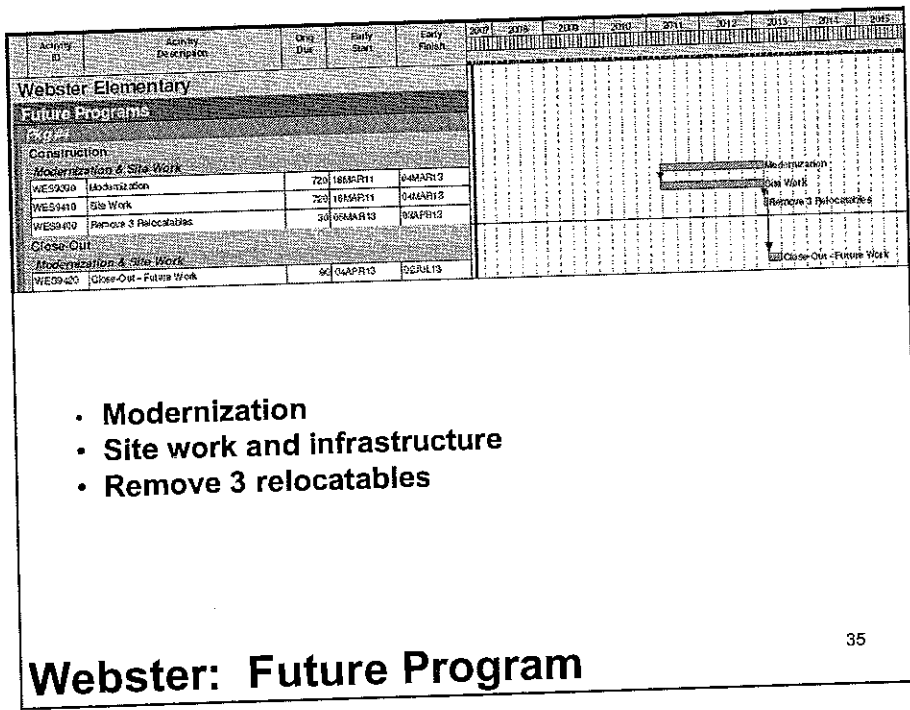 Activity ID Activity Description Orig Dur Early Start Early Finish 2007 2008 2009 2010 2011 2012 2013 2014 2015
Webster Elementary
Future Programs
Pkg #1
Construction
Modernization & Site Work
WES9390 Modernization 720 16MAR11 04MAR13 Modernization
WES9410 Site Work 720 16MAR11 04MAR13 Site Work
WES9400 Remove 3 Relocatables 30 05MAR13 03APR13 Remove 3 Relocatables
Close-Out
Modernization & Site Work
WES9420 Close-Out - Future Work 90 04APR13 02JUL13 Close-Out - Future Work
• Modernization
• Site work and infrastructure
• Remove 3 relocatables
35
Webster: Future Program